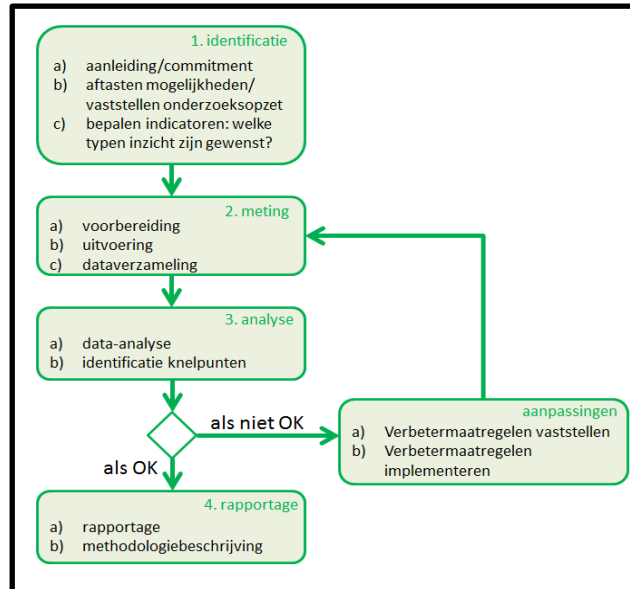 1. identificatie
a) aanleiding/commitment
b) aftasten mogelijkheden/
vaststellen onderzoeksopzet
c) bepalen indicatoren: welke
typen inzicht zijn gewenst?
2. meting
a) voorbereiding
b) uitvoering
c) dataverzameling
3. analyse
a) data-analyse
b) identificatie knelpunten
als niet OK
aanpassingen
a) Verbetermaatregelen vaststellen
b) Verbetermaatregelen
implementeren
als OK
4. rapportage
a) rapportage
b) methodologiebeschrijving